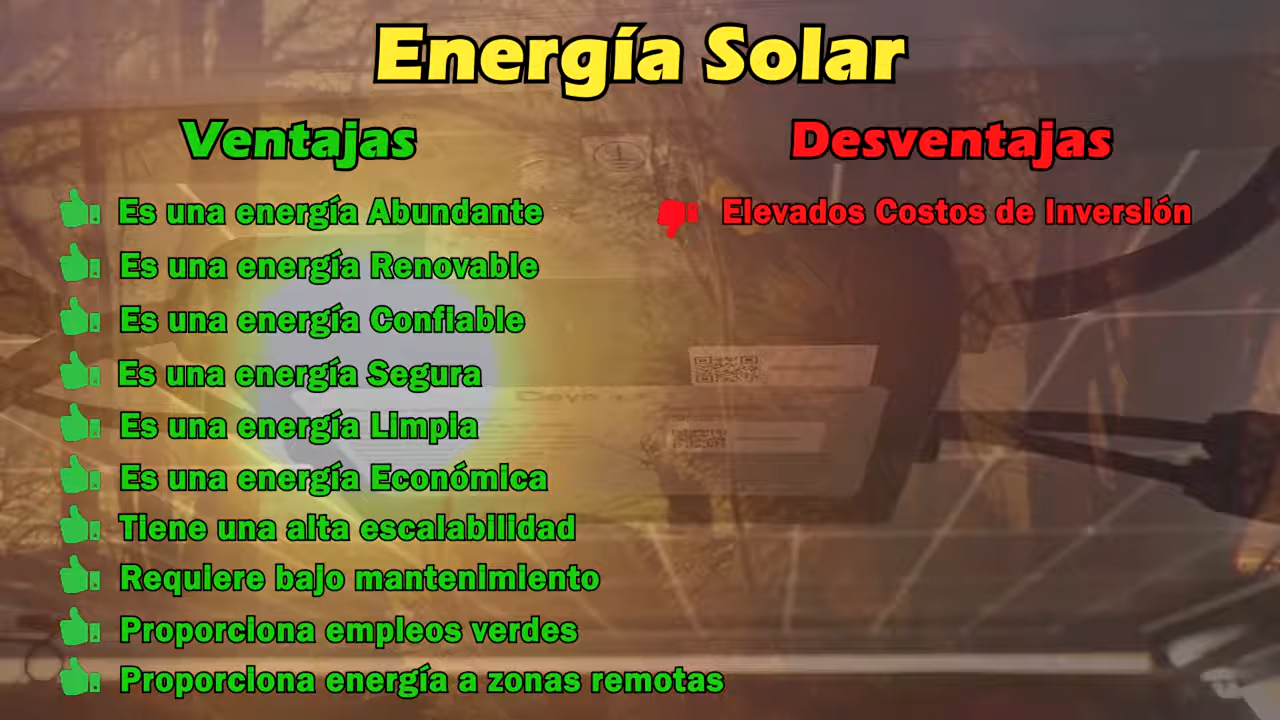 Energía Solar
Ventajas
Es una energía Abundante
Es una energía Renovable
Es una energía Confiable
Es una energía Segura
Es una energía Limpia
Es una energía Económica
Tiene una alta escalabilidad
Requiere bajo mantenimiento
Proporciona empleos verdes
Proporciona energía a zonas remotas
Desventajas
Elevados Costos de Inversión